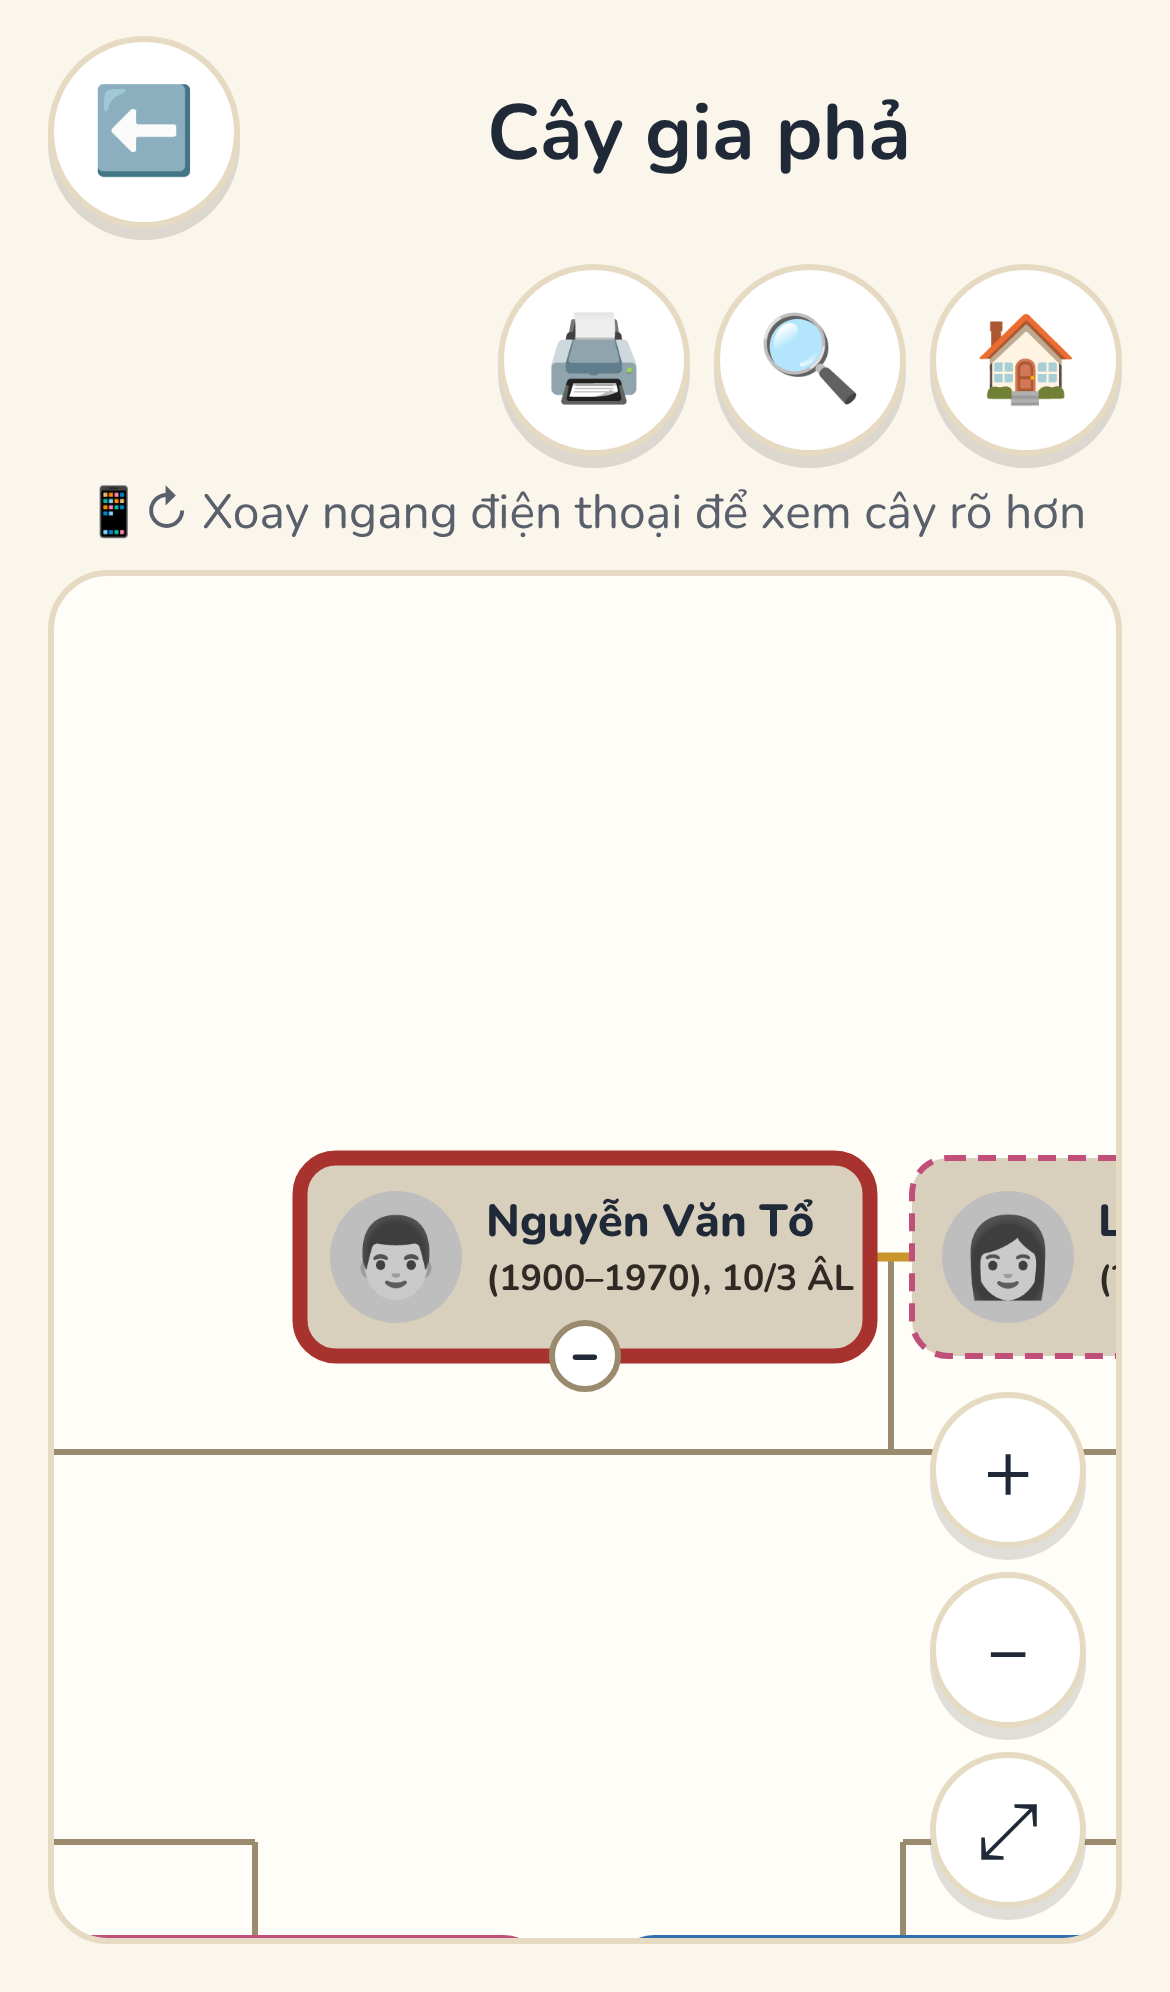 Cây gia phả
Xoay ngang điện thoại để xem cây rõ hơn
Nguyễn Văn Tổ
(1900–1970), 10/3 ÂL